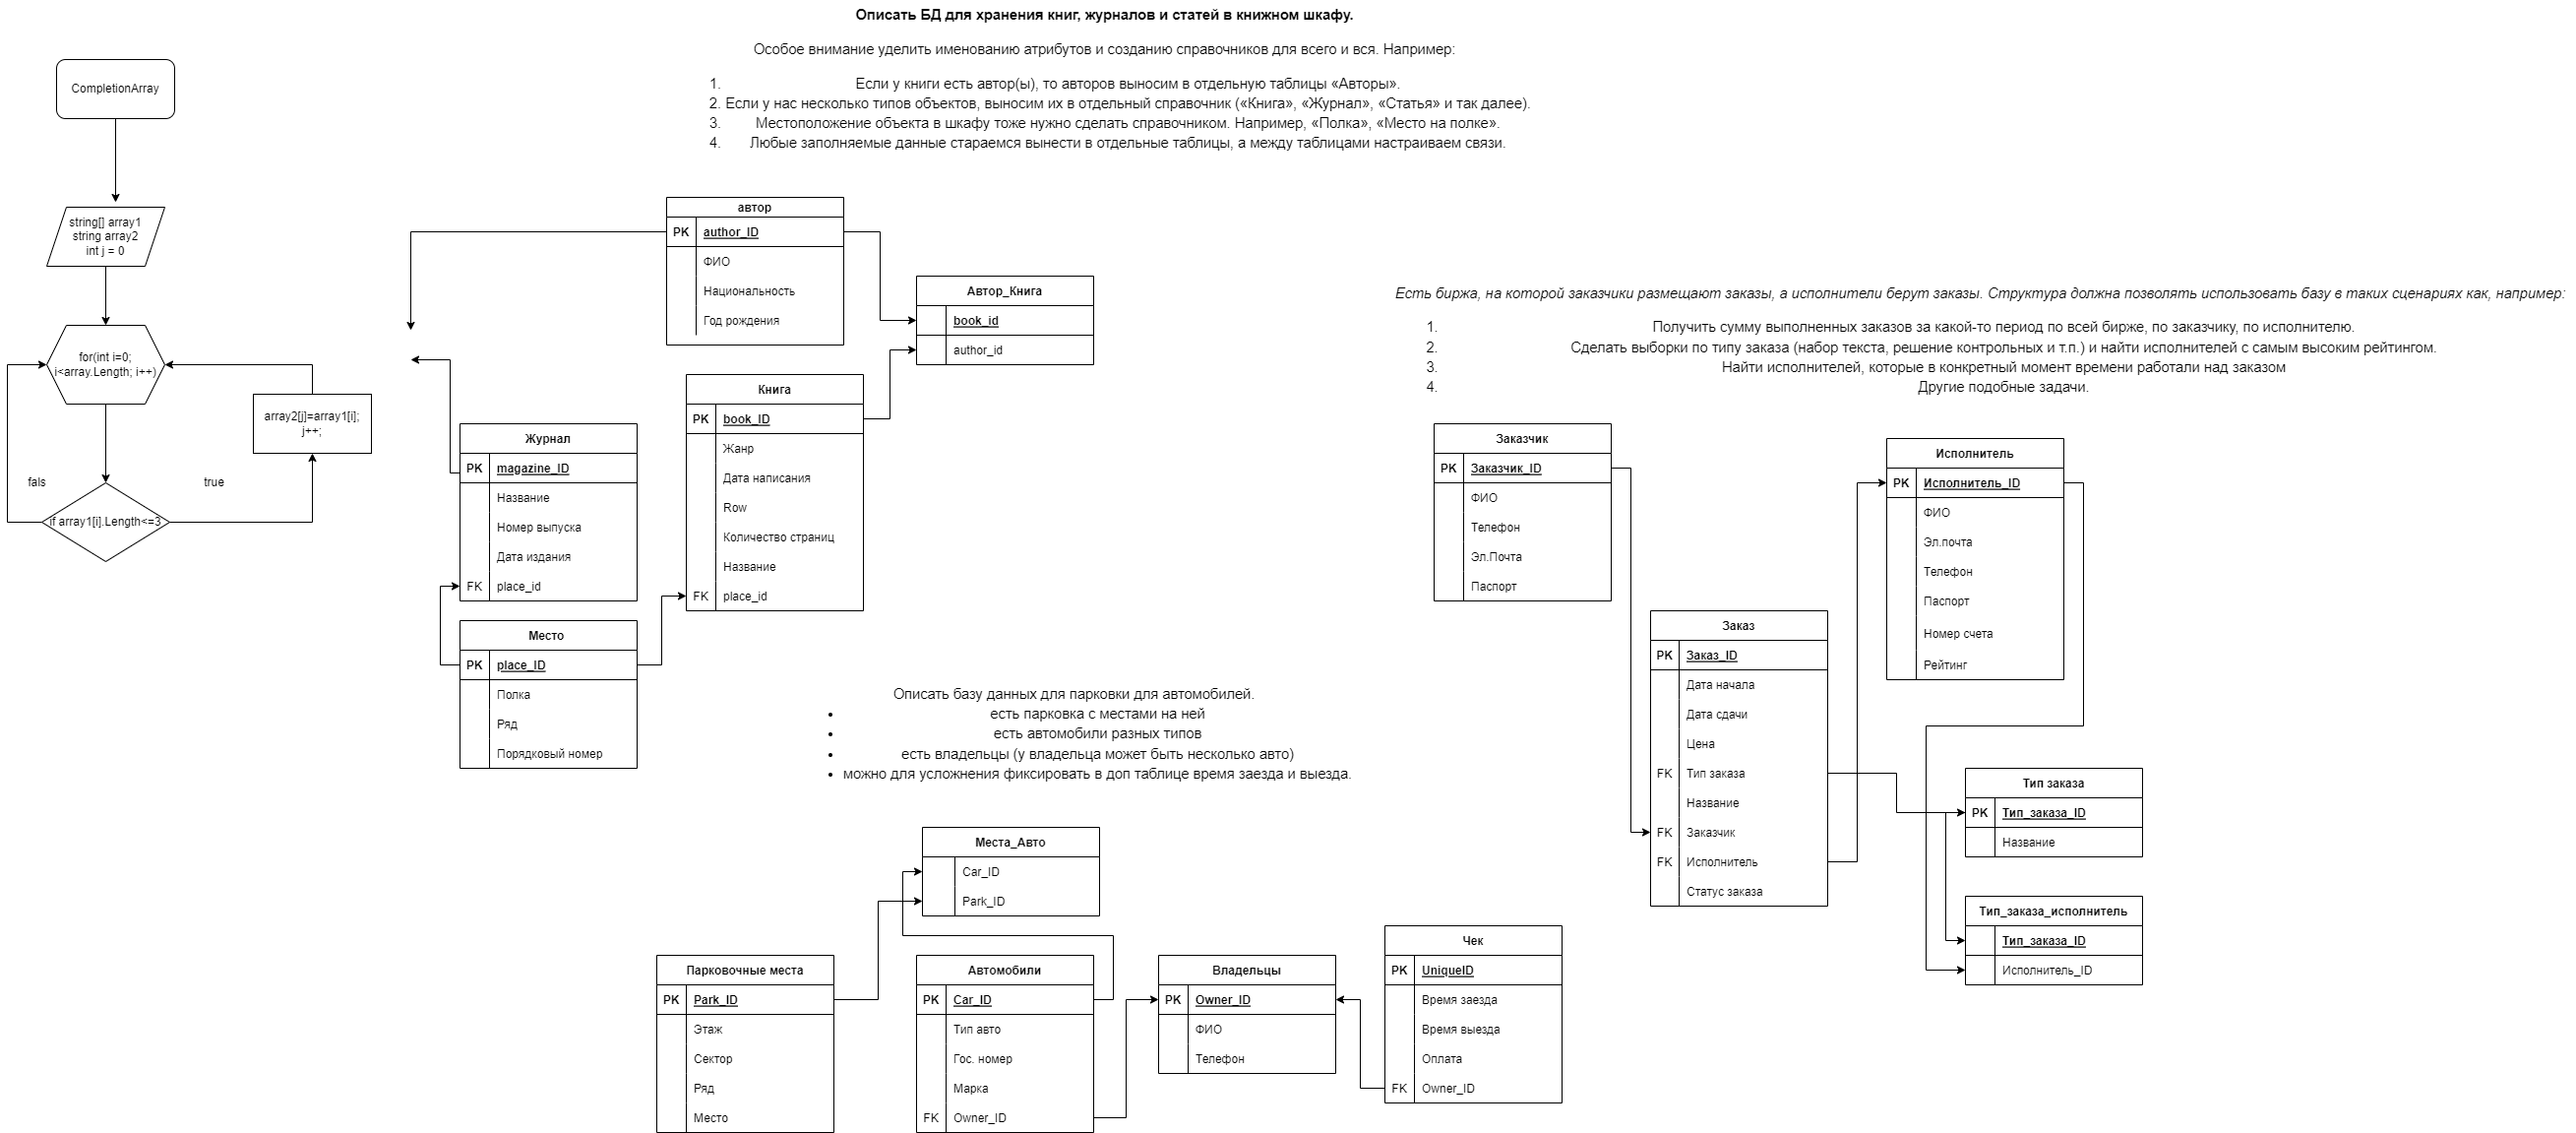 Описать БД для хранения книг, журналов и статей в книжном шкафу.
Особое внимание уделить именованию атрибутов и созданию справочников для всего и вся. Например:
1. Если у книги есть автор(ы), то авторов выносим в отдельную таблицы «Авторы».
2. Если у нас несколько типов объектов, выносим их в отдельный справочник («Книга», «Журнал», «Статья» и так далее).
3. Местоположение объекта в шкафу тоже нужно сделать справочником. Например, «Полка», «Место на полке».
4. Любые заполняемые данные стараемся вынести в отдельные таблицы, а между таблицами настраиваем связи.
CompletionArray
string[] array1
string array2
int j = 0
for(int i=0;
i<array.Length; i++)
array2[j]=array1[i];
j++;
fals
true
if array1[i].Length<=3
автор
PK author_ID
ФИО
Национальность
Год рождения
Автор_Книга
book_id
author_id
Книга
PK book_ID
Жанр
Дата написания
Row
Количество страниц
Название
FK place_id
Журнал
PK magazine_ID
Название
Номер выпуска
Дата издания
FK place_id
Место
PK place_ID
Полка
Ряд
Порядковый номер
Есть биржа, на которой заказчики размещают заказы, а исполнители берут заказы. Структура должна позволять использовать базу в таких сценариях как, например:
1. Получить сумму выполненных заказов за какой-то период по всей бирже, по заказчику, по исполнителю.
2. Сделать выборки по типу заказа (набор текста, решение контрольных и т.п.) и найти исполнителей с самым высоким рейтингом.
3. Найти исполнителей, которые в конкретный момент времени работали над заказом
4. Другие подобные задачи.
Заказчик
PK Заказчик_ID
ФИО
Телефон
Эл.Почта
Паспорт
Исполнитель
PK Исполнитель_ID
ФИО
Эл.почта
Телефон
Паспорт
Номер счета
Рейтинг
Заказ
PK Заказ_ID
Дата начала
Дата сдачи
Цена
FK Тип заказа
Название
FK Заказчик
FK Исполнитель
Статус заказа
Тип заказа
PK Тип_заказа_ID
Название
Тип_заказа_исполнитель
Тип_заказа_ID
Исполнитель_ID
Описать базу данных для парковки для автомобилей.
• есть парковка с местами на ней
• есть автомобили разных типов
• есть владельцы (у владельца может быть несколько авто)
• можно для усложнения фиксировать в доп таблице время заезда и выезда.
Места_Авто
Car_ID
Park_ID
Парковочные места
PK Park_ID
Этаж
Сектор
Ряд
Место
Автомобили
PK Car_ID
Тип авто
Гос. номер
Марка
FK Owner_ID
Владельцы
PK Owner_ID
ФИО
Телефон
Чек
PK UniqueID
Время заезда
Время выезда
Оплата
FK Owner_ID